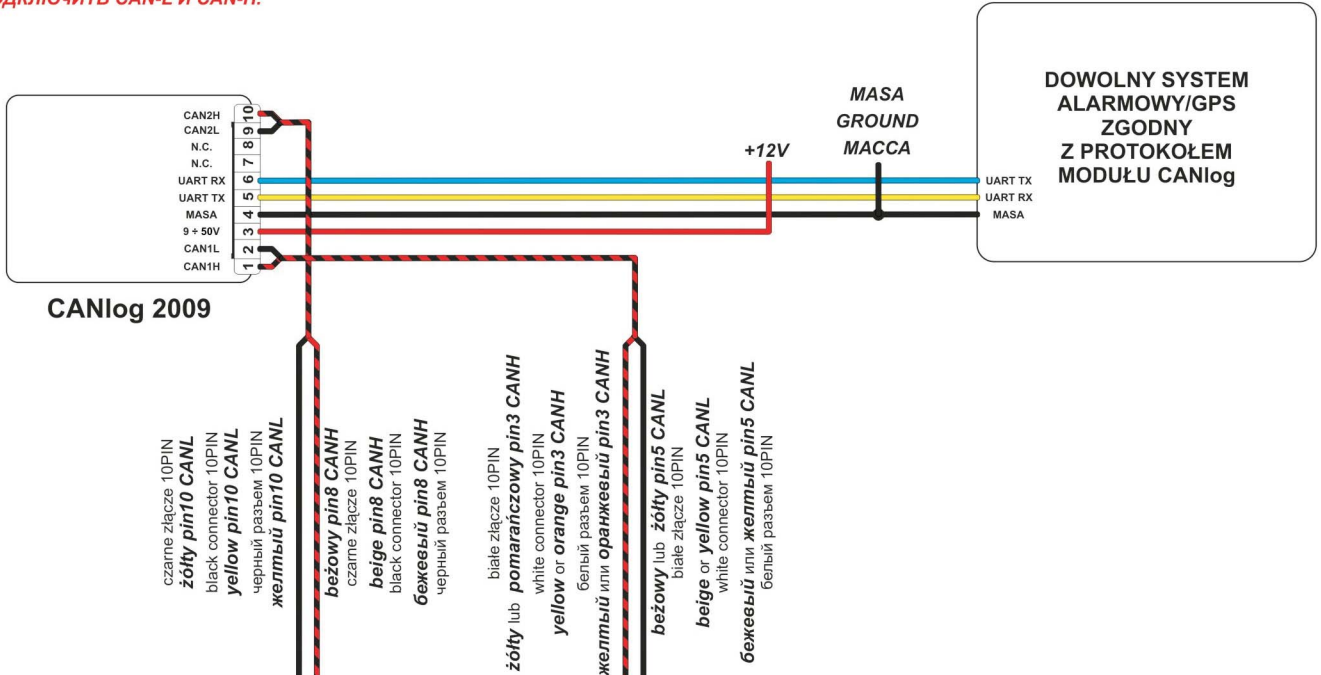 ПОДКЛЮЧИТЬ CAN-L И CAN-H.
CAN2H
CAN2L
N.C.
N.C.
UART RX
UART TX
MASA
9 ÷ 50V
CAN1L
CAN1H
10
9
8
7
6
5
4
3
2
1
CANlog 2009
+12V
MASA
GROUND
MACCA
UART TX
UART RX
MASA
DOWOLNY SYSTEM
ALARMOWY/GPS
ZGODNY
Z PROTOKOŁEM
MODUŁU CANlog
czarne złącze 10PIN
żółty pin10 CANL
black connector 10PIN
yellow pin10 CANL
черный разъем 10PIN
желтый pin10 CANL
beżowy pin8 CANH
czarne złącze 10PIN
beige pin8 CANH
black connector 10PIN
бежевый pin8 CANH
черный разъем 10PIN
białe złącze 10PIN
żółty lub pomarańczowy pin3 CANH
white connector 10PIN
yellow or orange pin3 CANH
белый разъем 10PIN
желтый или оранжевый pin3 CANH
beżowy lub żółty pin5 CANL
białe złącze 10PIN
beige or yellow pin5 CANL
white connector 10PIN
бежевый или желтый pin5 CANL
белый разъем 10PIN